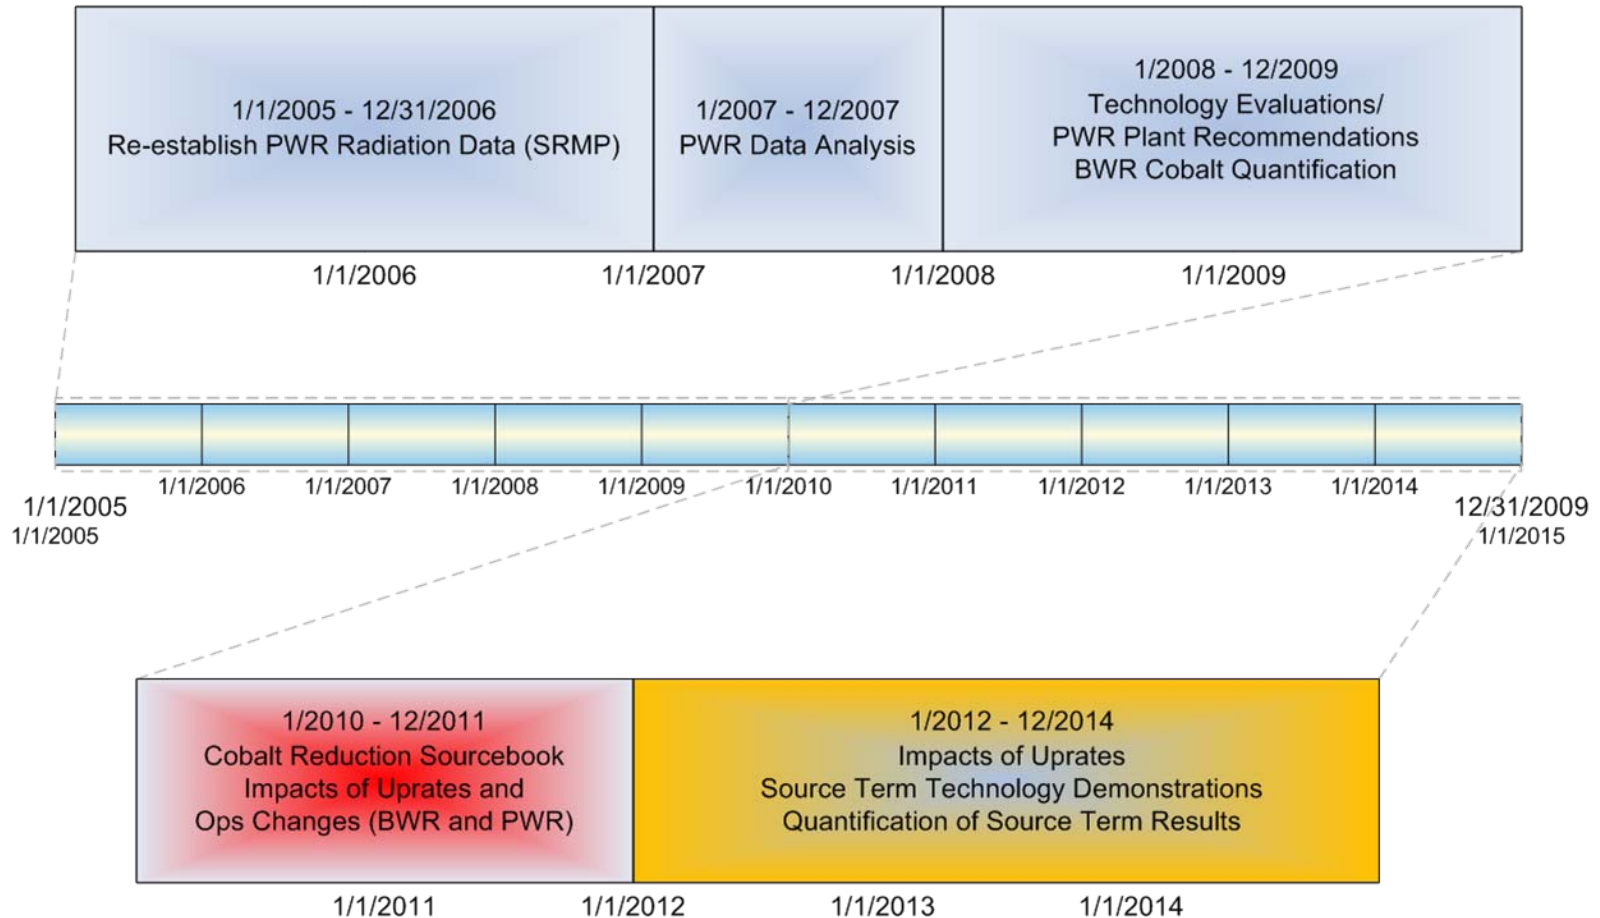 1/1/2005 - 12/31/2006
Re-establish PWR Radiation Data (SRMP)
1/2007 - 12/2007
PWR Data Analysis
1/2008 - 12/2009
Technology Evaluations/
PWR Plant Recommendations
BWR Cobalt Quantification
1/1/2006
1/1/2007
1/1/2008
1/1/2009
1/1/2006
1/1/2007
1/1/2008
1/1/2009
1/1/2010
1/1/2011
1/1/2012
1/1/2013
1/1/2014
1/1/2005
1/1/2005
12/31/2009
1/1/2015
1/2010 - 12/2011
Cobalt Reduction Sourcebook
Impacts of Uprates and
Ops Changes (BWR and PWR)
1/2012 - 12/2014
Impacts of Uprates
Source Term Technology Demonstrations
Quantification of Source Term Results
1/1/2011
1/1/2012
1/1/2013
1/1/2014